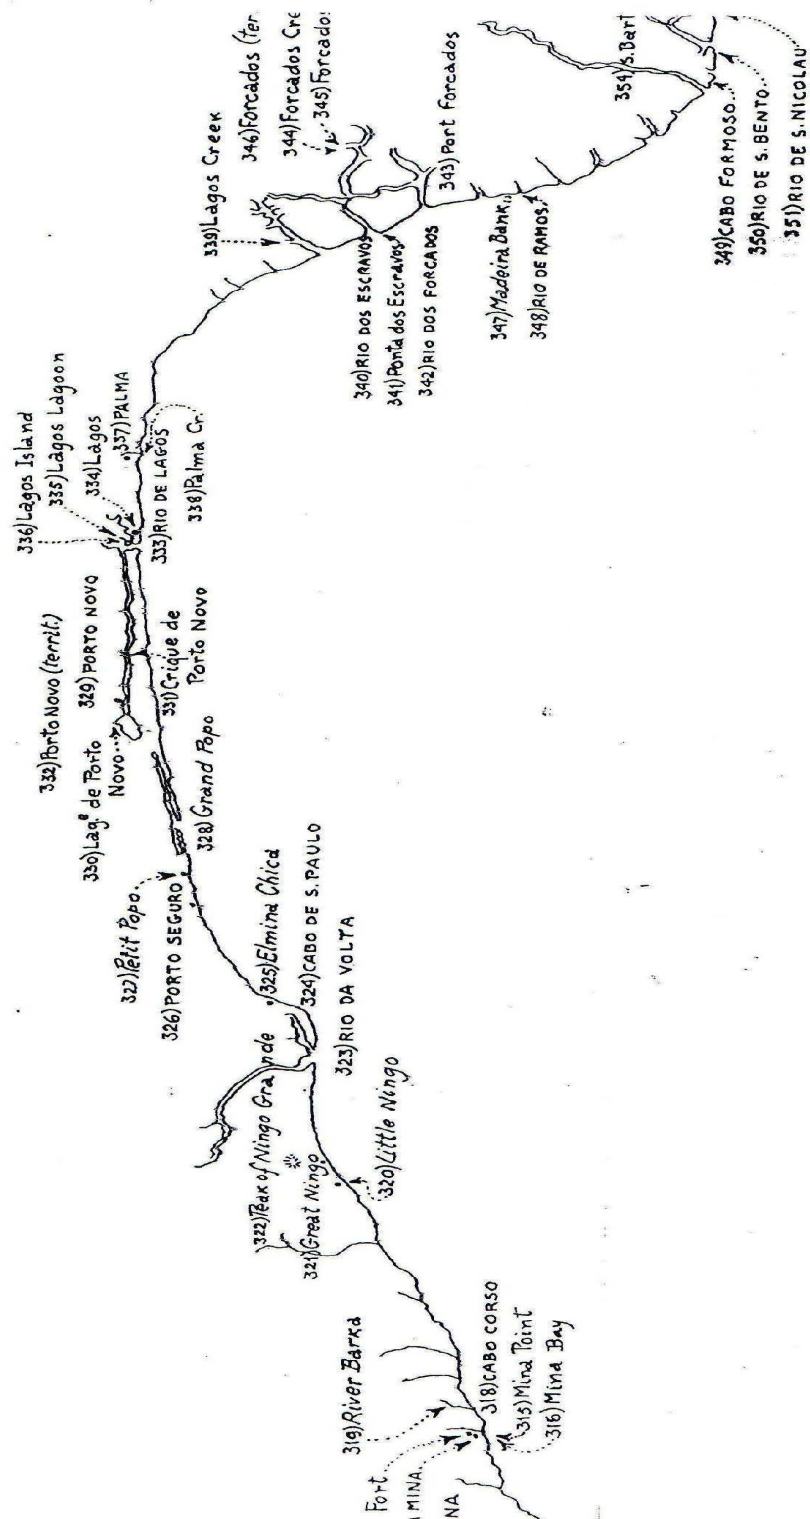 Fort
MINA
NA
319)River Barka
318)CABO CORSO
315)Mina Point
316)Mina Bay
322)Peak of Ningo Grande
321)Great Ningo
320)Little Ningo
323)RIO DA VOLTA
324)CABO DE S. PAULO
325)Elmina Chica
326)PORTO SEGURO
327)Petit Popo
328)Grand Popo
330)Lagᵉ de Porto
Novo
332)Porto Novo (territ.)
329)PORTO NOVO
331)Crique de
Porto Novo
336)Lagos Island
335)Lagos Lagoon
334)Lagos
333)RIO DE LAGOS
337)PALMA
338)Palma Cr.
339)Lagos Creek
340)RIO DOS ESCRAVOS
341)Ponta dos Escravos
342)RIO DOS FORCADOS
346)Forcados (ter
344)Forcados Cre
345)Forcados
343)Port Forcados
347)Madeira Bank
348)RIO DE RAMOS
354)S.Bart
349)CABO FORMOSO
350)RIO DE S. BENTO
351)RIO DE S. NICOLAU